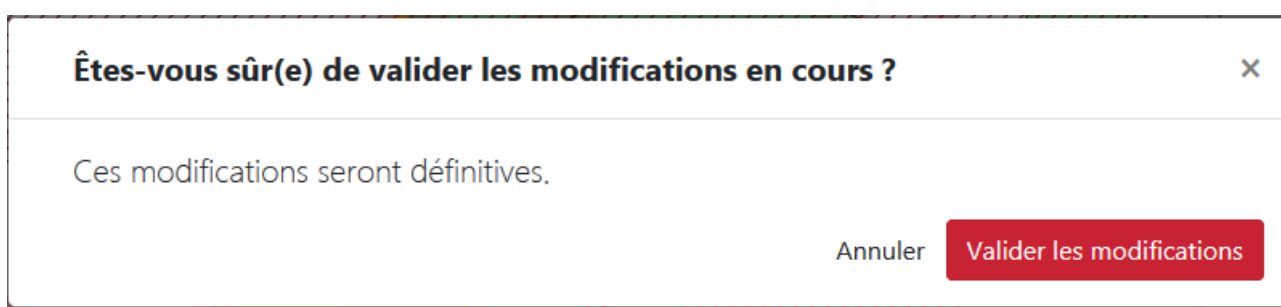 Êtes-vous sûr(e) de valider les modifications en cours ?
×
Ces modifications seront définitives.
Annuler
Valider les modifications